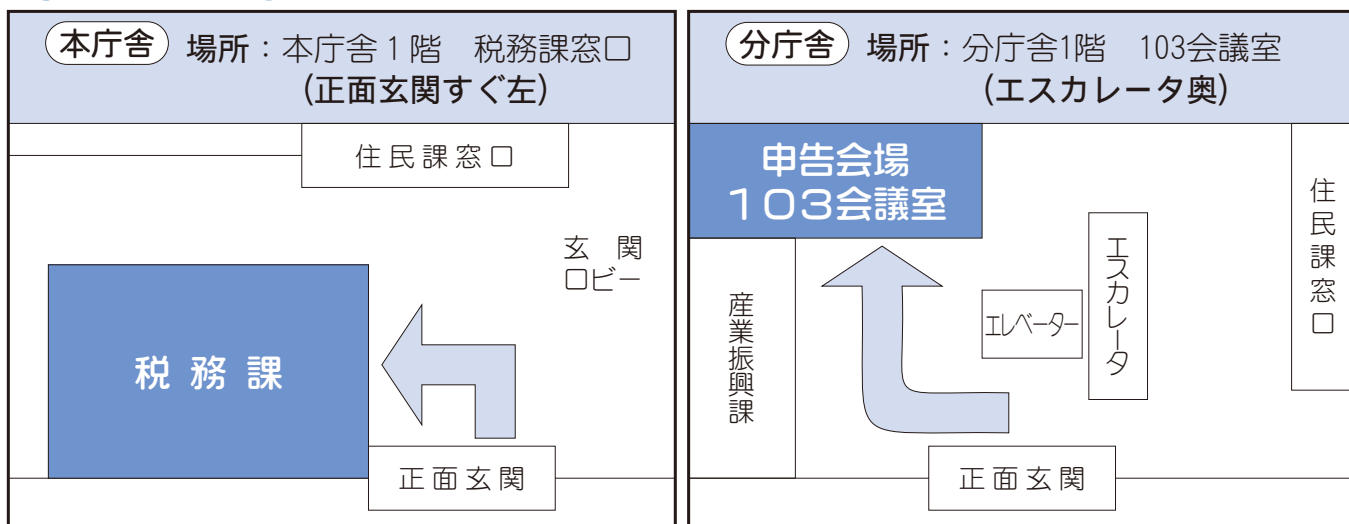 本庁舎 場所：本庁舎１階 税務課窓口
(正面玄関すぐ左)
住民課窓口
玄 関
ロビー
税務課
正面玄関
分庁舎 場所：分庁舎1階 103会議室
(エスカレータ奥)
申告会場
１０３会議室
住民課窓口
エスカレータ
エレベーター
産業振興課
正面玄関